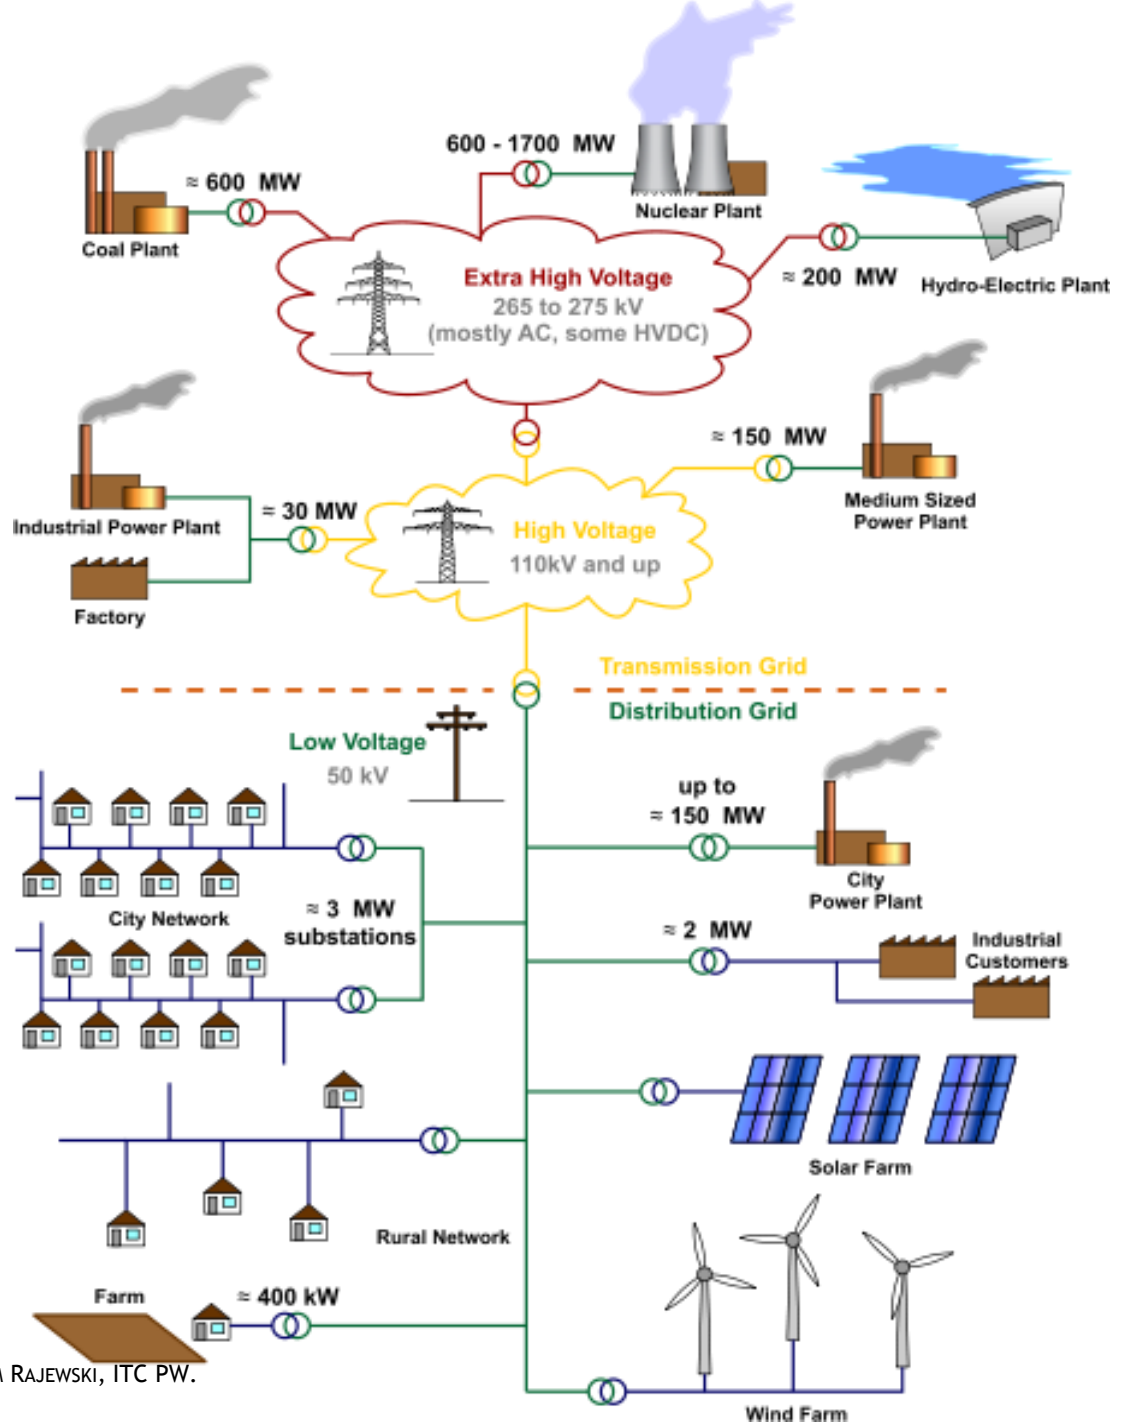 600 - 1700  MW
≈ 600  MW
Nuclear Plant
Coal Plant
Extra High Voltage
265 to 275 kV
(mostly AC, some HVDC)
≈ 200  MW
Hydro-Electric Plant
≈ 150  MW
Medium Sized
Power Plant
≈ 30 MW
Industrial Power Plant
High Voltage
110kV and up
Factory
Transmission Grid
Distribution Grid
Low Voltage
50 kV
up to
≈ 150  MW
City
Power Plant
City Network
≈ 3  MW
substations
≈ 2  MW
Industrial
Customers
Solar Farm
Rural Network
Farm
≈ 400 kW
RAJEWSKI, ITC PW.
Wind Farm